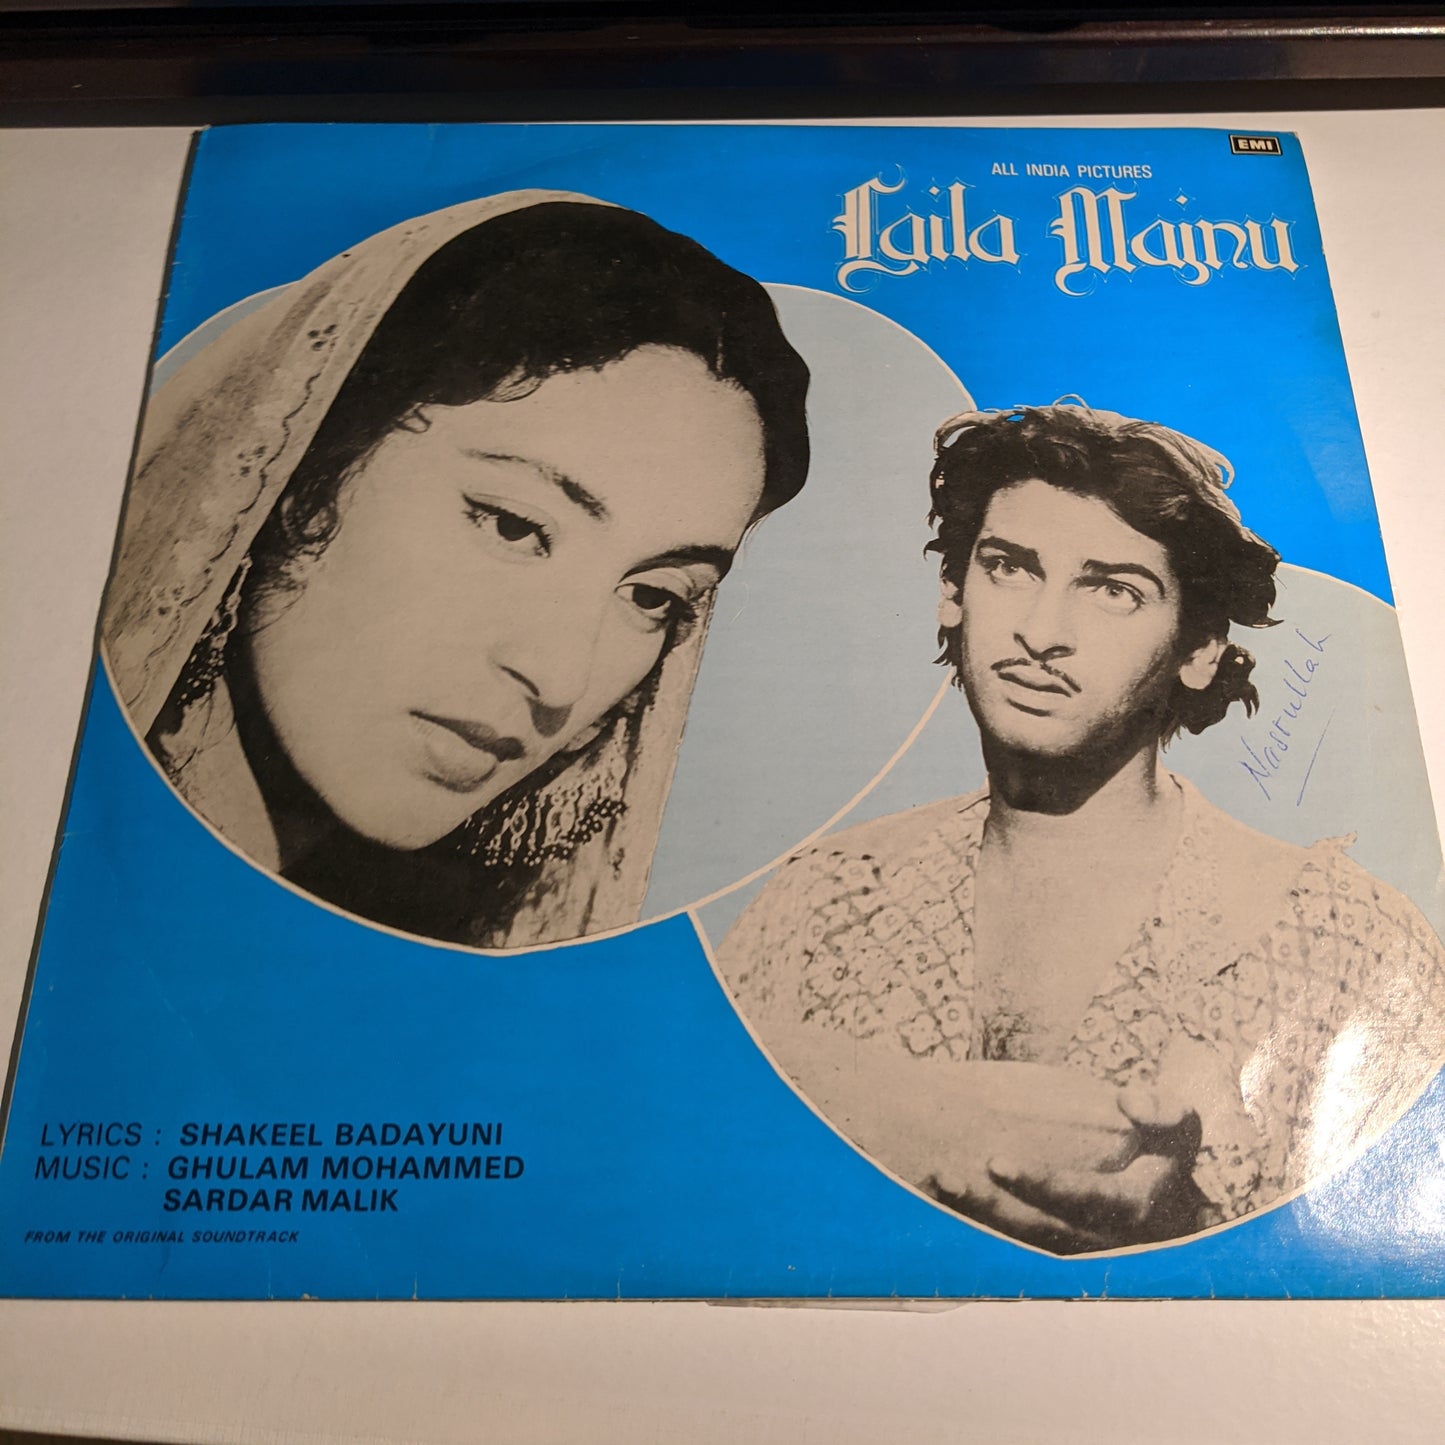 EMI
ALL INDIA PICTURES
Laila Majnu
Nasrullah
LYRICS : SHAKEEL BADAYUNI
MUSIC : GHULAM MOHAMMED
SARDAR MALIK
FROM THE ORIGINAL SOUNDTRACK